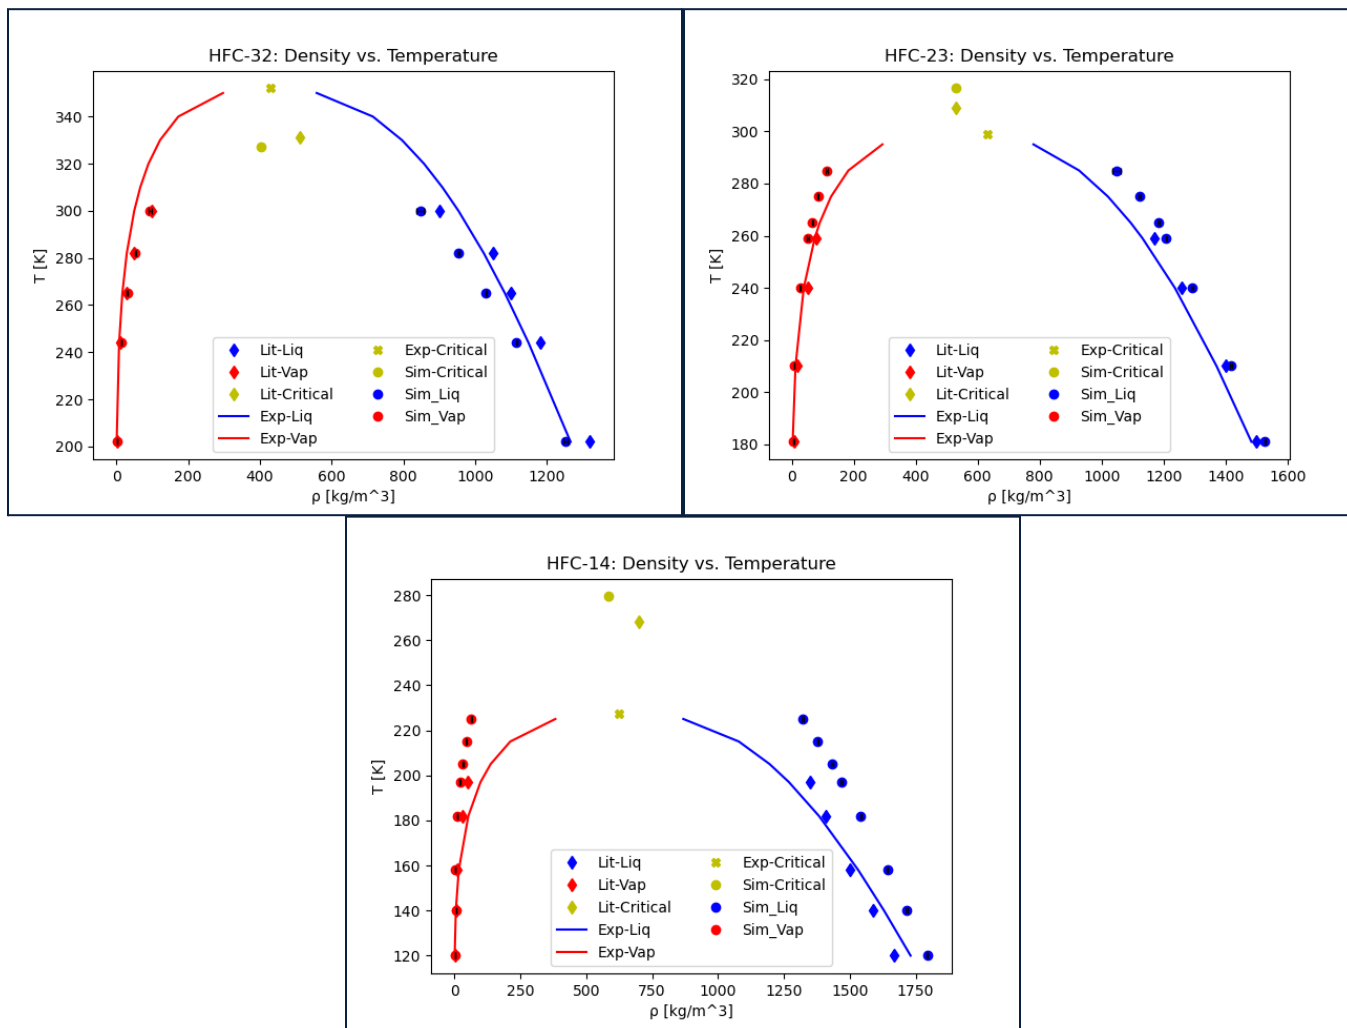 HFC-32: Density vs. Temperature
T [K]
340
320
300
280
260
240
220
200
0
200
400
600
800
1000
1200
ρ [kg/m^3]
Lit-Liq
Lit-Vap
Lit-Critical
Exp-Liq
Exp-Vap
Exp-Critical
Sim-Critical
Sim_Liq
Sim_Vap
HFC-23: Density vs. Temperature
T [K]
320
300
280
260
240
220
200
180
0
200
400
600
800
1000
1200
1400
1600
ρ [kg/m^3]
Lit-Liq
Lit-Vap
Lit-Critical
Exp-Liq
Exp-Vap
Exp-Critical
Sim-Critical
Sim_Liq
Sim_Vap
HFC-14: Density vs. Temperature
T [K]
280
260
240
220
200
180
160
140
120
0
250
500
750
1000
1250
1500
1750
ρ [kg/m^3]
Lit-Liq
Lit-Vap
Lit-Critical
Exp-Liq
Exp-Vap
Exp-Critical
Sim-Critical
Sim_Liq
Sim_Vap